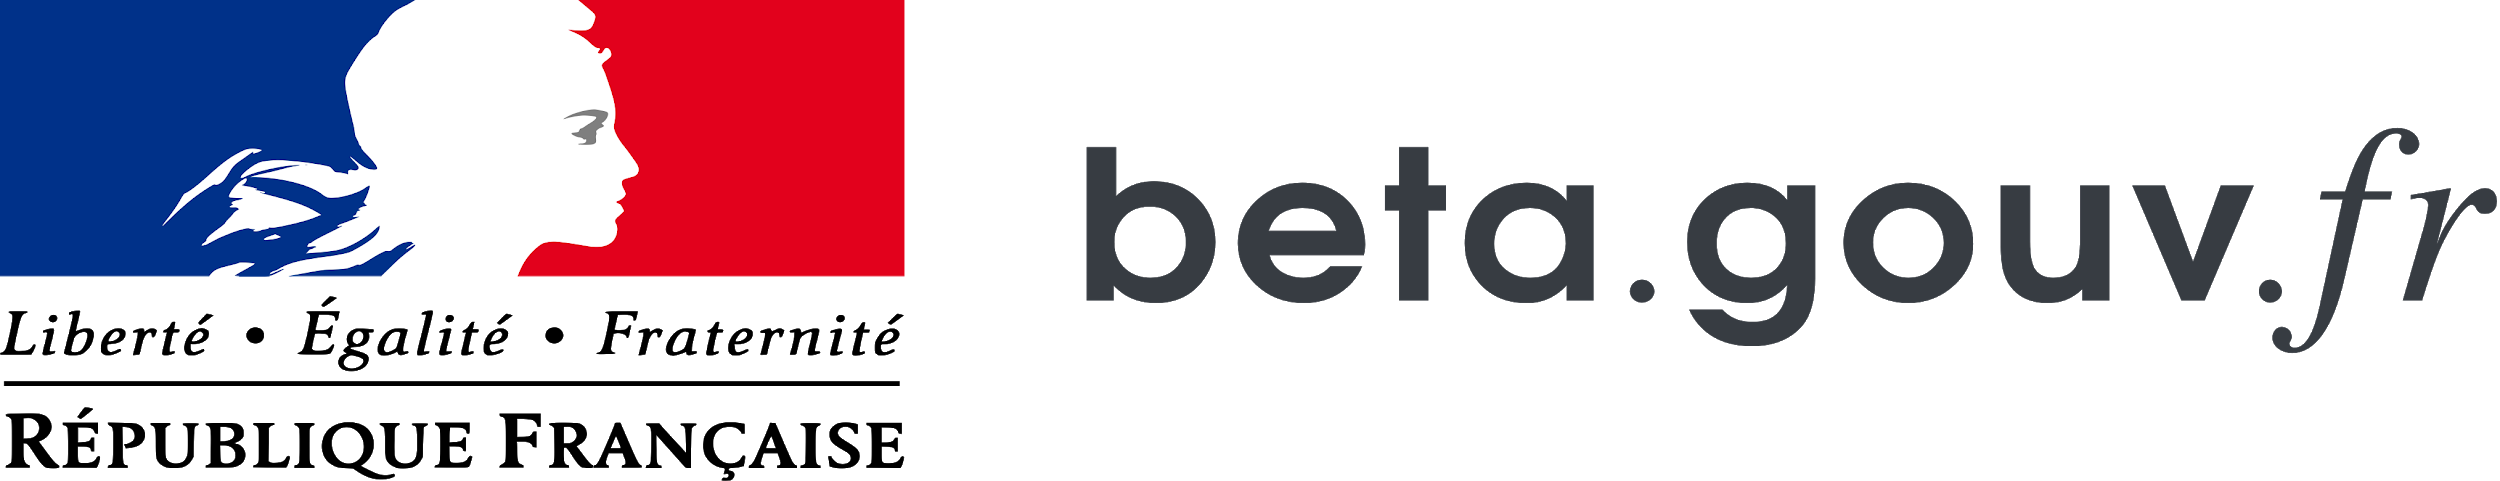 Liberté • Égalité • Fraternité
RÉPUBLIQUE FRANÇAISE
beta.gouv.fr